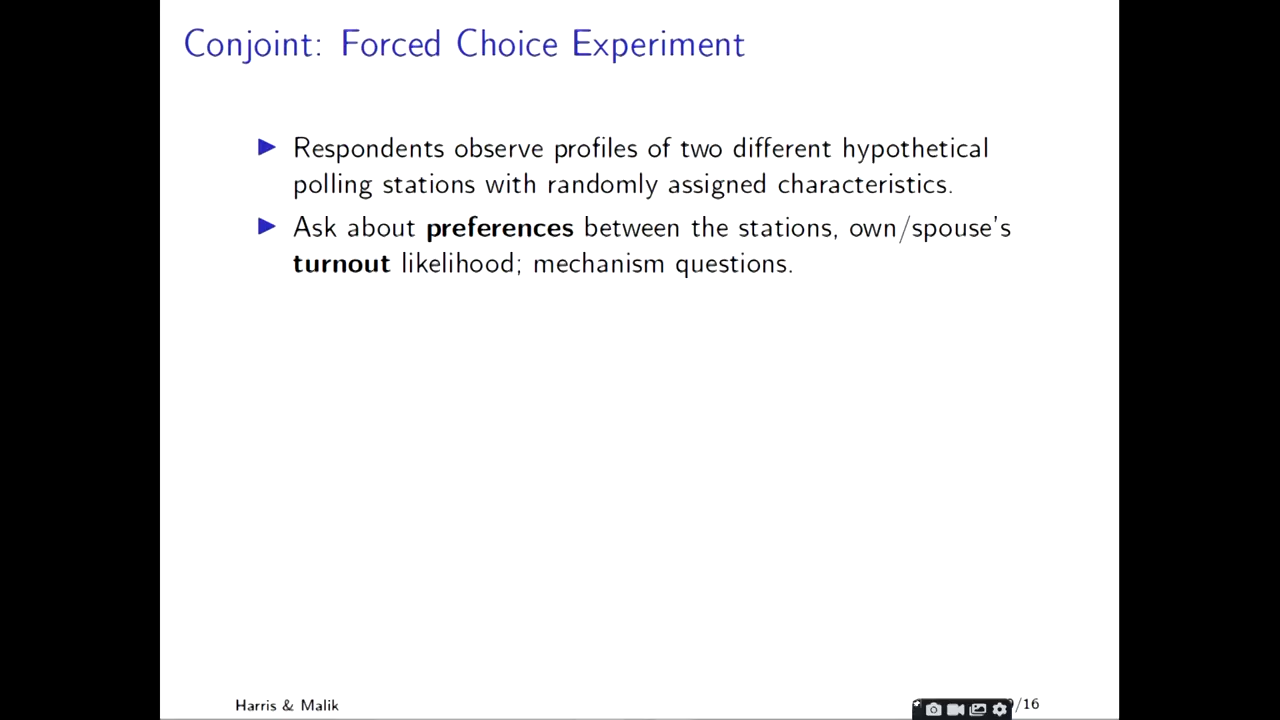 Conjoint: Forced Choice Experiment
Respondents observe profiles of two different hypothetical
polling stations with randomly assigned characteristics.
Ask about preferences between the stations, own/spouse's
turnout likelihood; mechanism questions.
Harris & Malik
/16